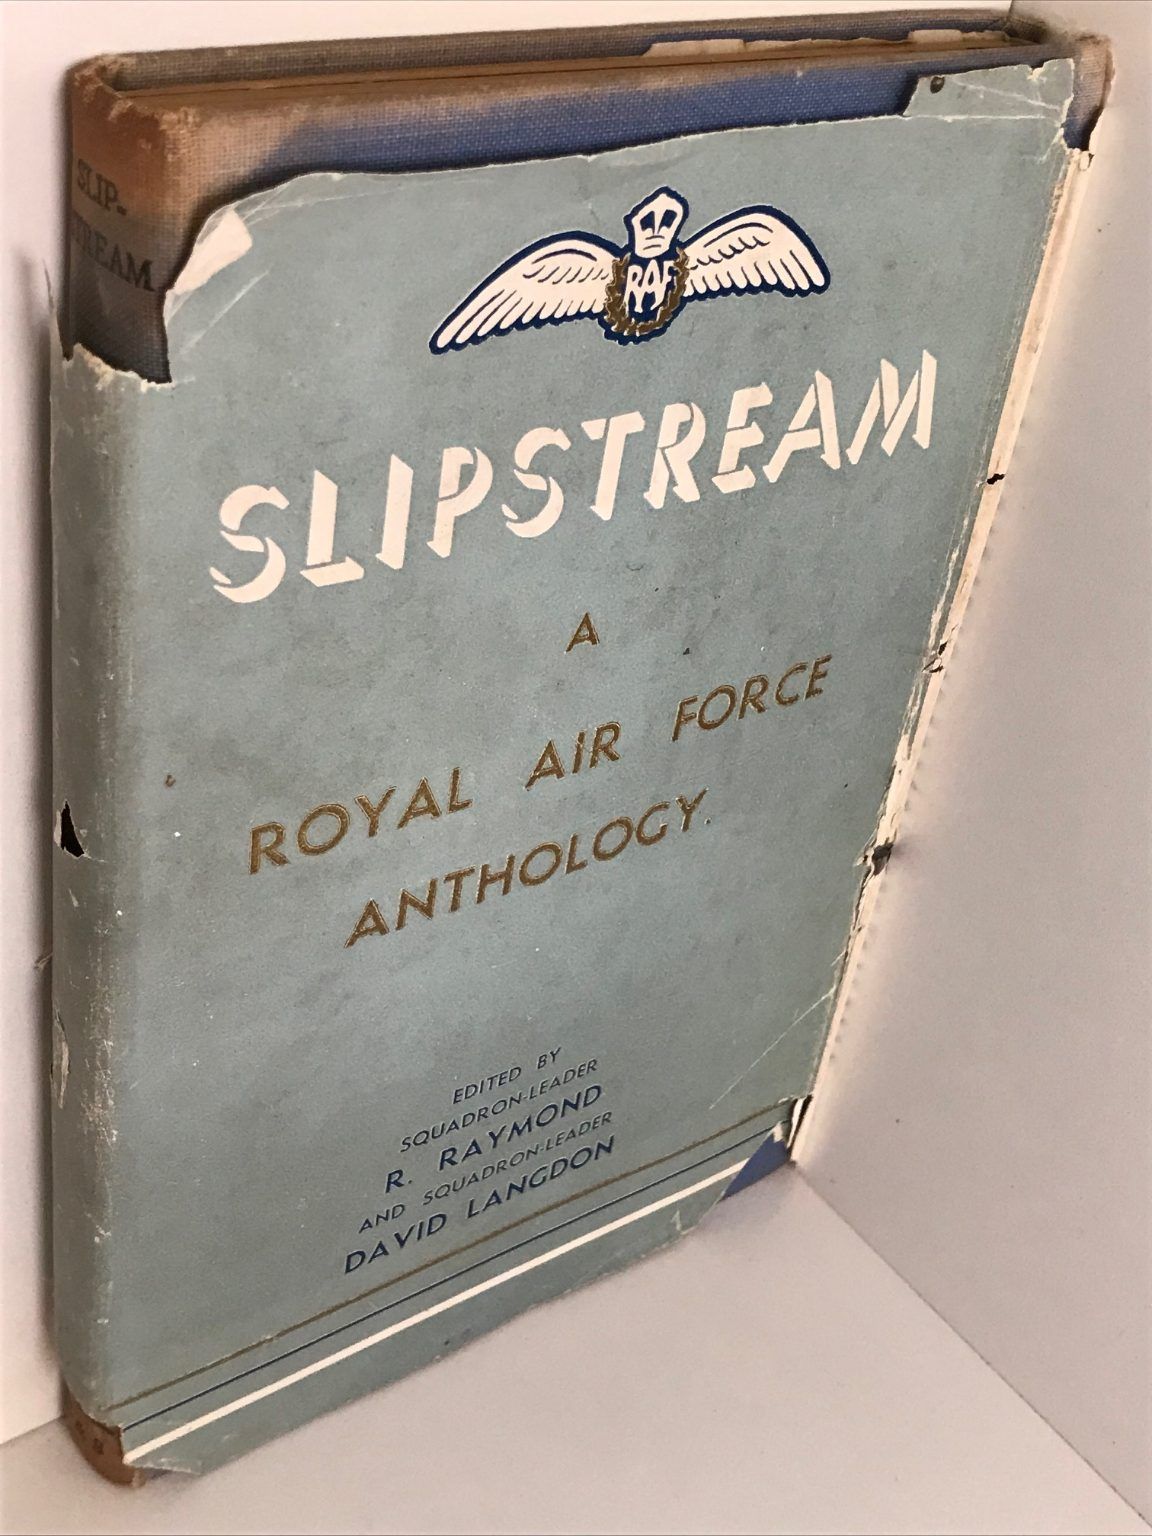 SLIP-
STREAM
RAF
SLIPSTREAM
A
ROYAL AIR FORCE
ANTHOLOGY.
EDITED BY
SQUADRON-LEADER
R. RAYMOND
AND SQUADRON-LEADER
DAVID LANGDON